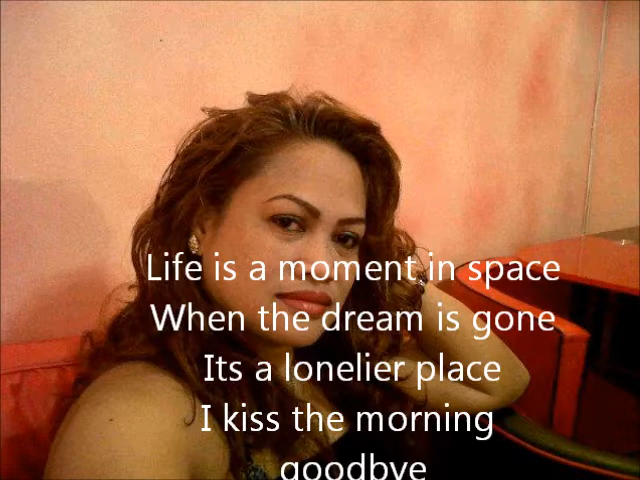 Life is a moment in space
When the dream is gone
Its a lonelier place
I kiss the morning
goodbye